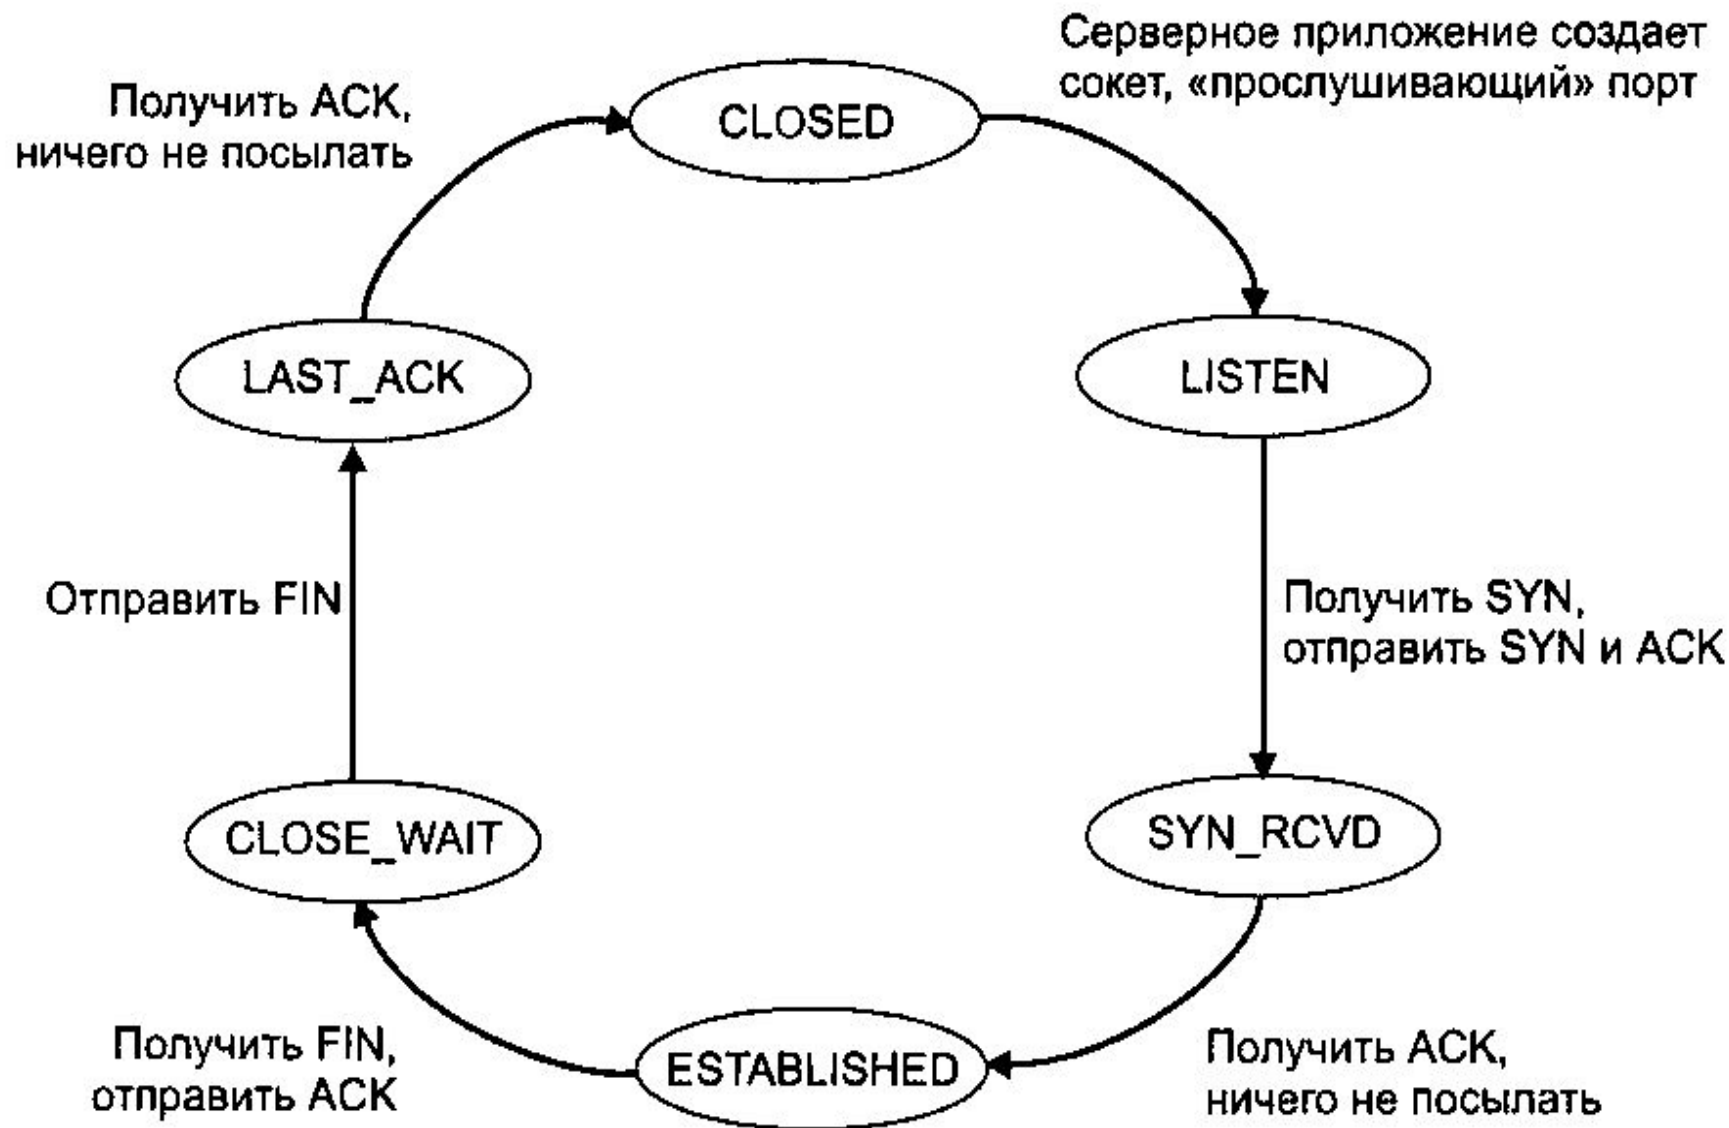 Серверное приложение создает
сокет, «прослушивающий» порт
Получить ACK,
ничего не посылать
CLOSED
LAST_ACK
LISTEN
Отправить FIN
Получить SYN,
отправить SYN и ACK
CLOSE_WAIT
SYN_RCVD
Получить FIN,
отправить ACK
ESTABLISHED
Получить ACK,
ничего не посылать